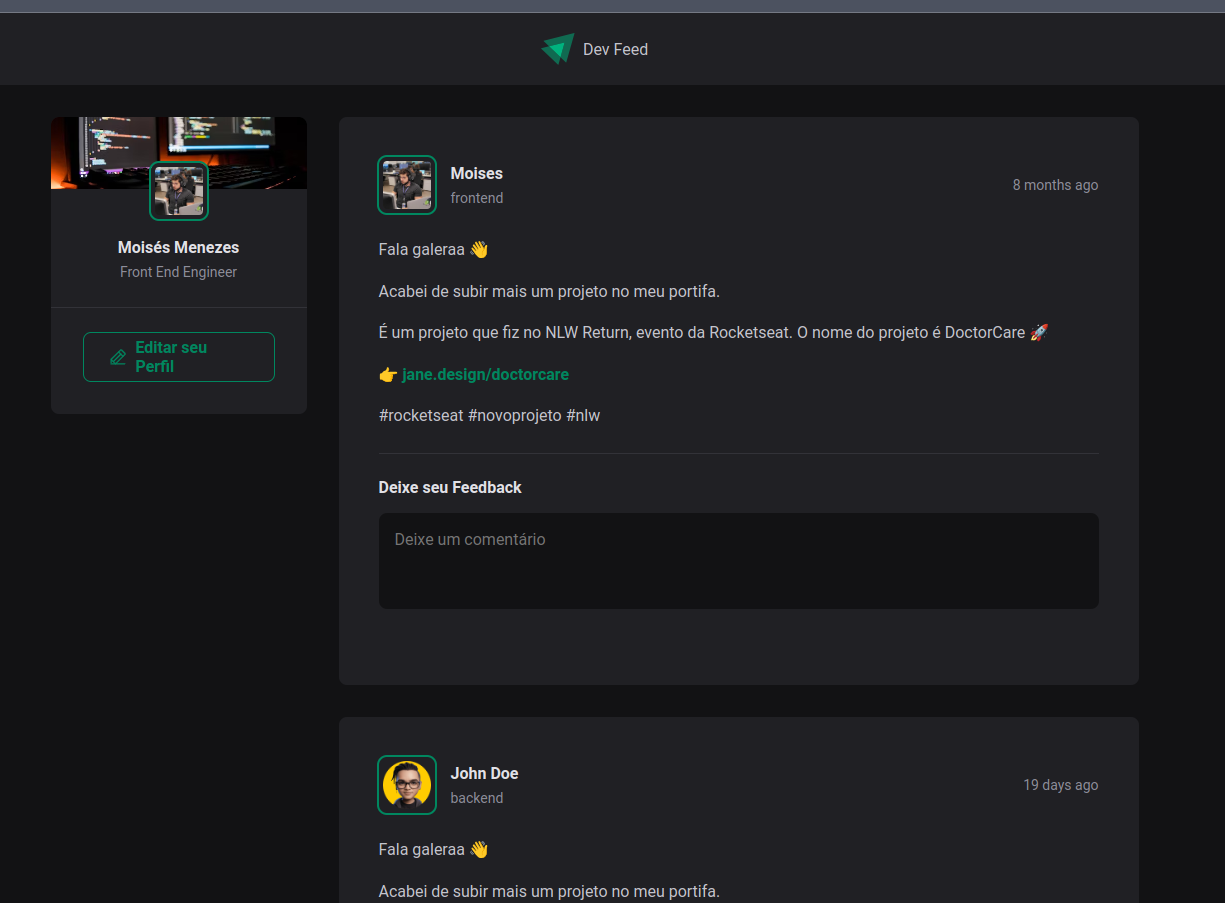 Dev Feed
Moisés Menezes
Front End Engineer
Editar seu
Perfil
Moises
frontend
8 months ago
Fala galeraa 👋
Acabei de subir mais um projeto no meu portifa.
É um projeto que fiz no NLW Return, evento da Rocketseat. O nome do projeto é DoctorCare 🚀
👉 jane.design/doctorcare
#rocketseat #novoprojeto #nlw
Deixe seu Feedback
Deixe um comentário
John Doe
backend
19 days ago
Fala galeraa 👋
Acabei de subir mais um projeto no meu portifa.